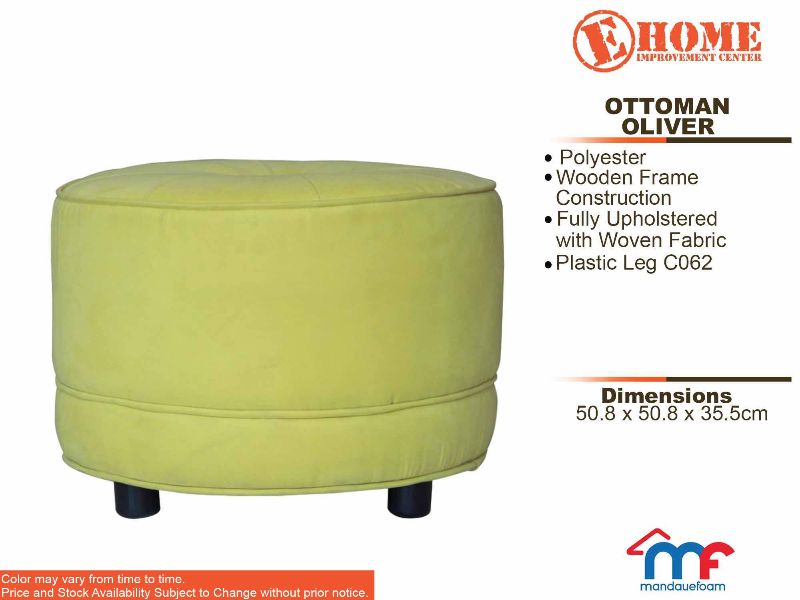 E HOME
IMPROVEMENT CENTER
OTTOMAN
OLIVER
• Polyester
• Wooden Frame
Construction
• Fully Upholstered
with Woven Fabric
• Plastic Leg C062
Dimensions
50.8 x 50.8 x 35.5cm
mf
mandauefoam
Color may vary from time to time.
Price and Stock Availability Subject to Change without prior notice.